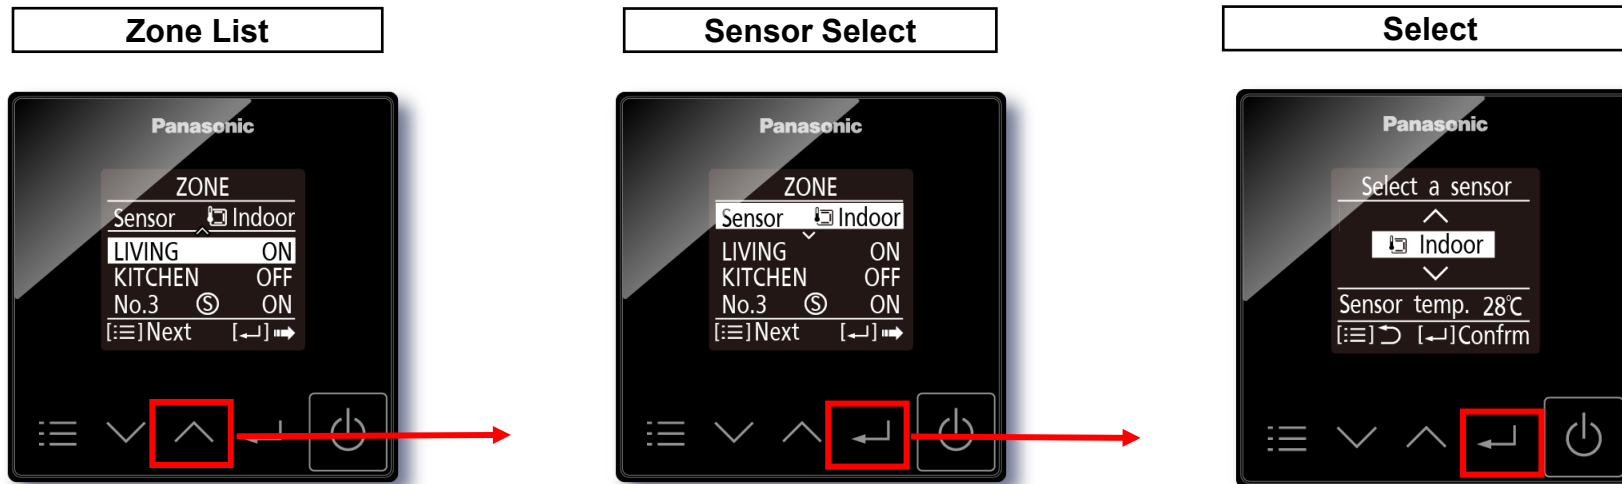 Zone List
Panasonic
ZONE
Sensor Indoor
LIVING ON
KITCHEN OFF
No.3 Ⓢ ON
[]Next []
Sensor Select
Panasonic
ZONE
Sensor Indoor
LIVING ON
KITCHEN OFF
No.3 Ⓢ ON
[]Next []
Select
Panasonic
Select a sensor
Indoor
Sensor temp. 28℃
[] []Confrm